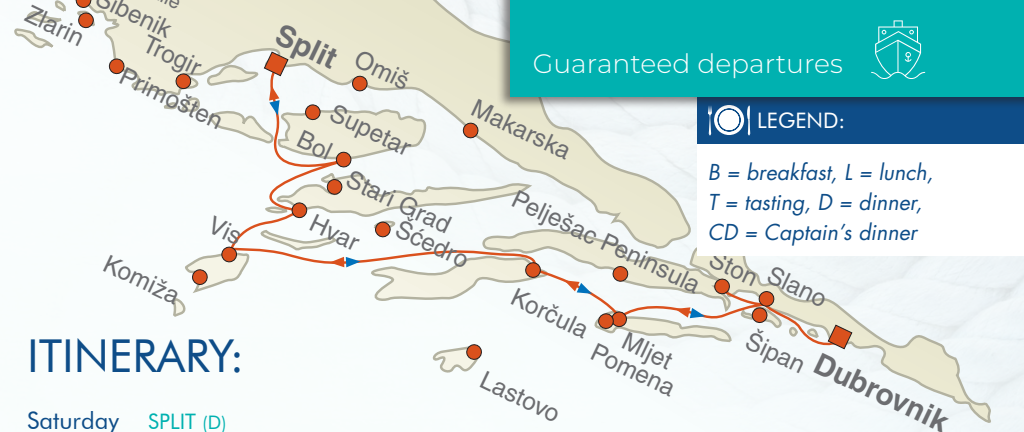 Šibenik
Zlarin
Trogir
Primošten
Split
Omiš
Guaranteed departures
LEGEND:
B = breakfast, L = lunch,
T = tasting, D = dinner,
CD = Captain’s dinner
Makarska
Supetar
Bol
Stari Grad
Hvar
Šćedro
Vis
Komiža
Pelješac Peninsula
Ston
Slano
Korčula
Mljet
Pomena
Šipan
Dubrovnik
Lastovo
ITINERARY:
Saturday SPLIT (D)